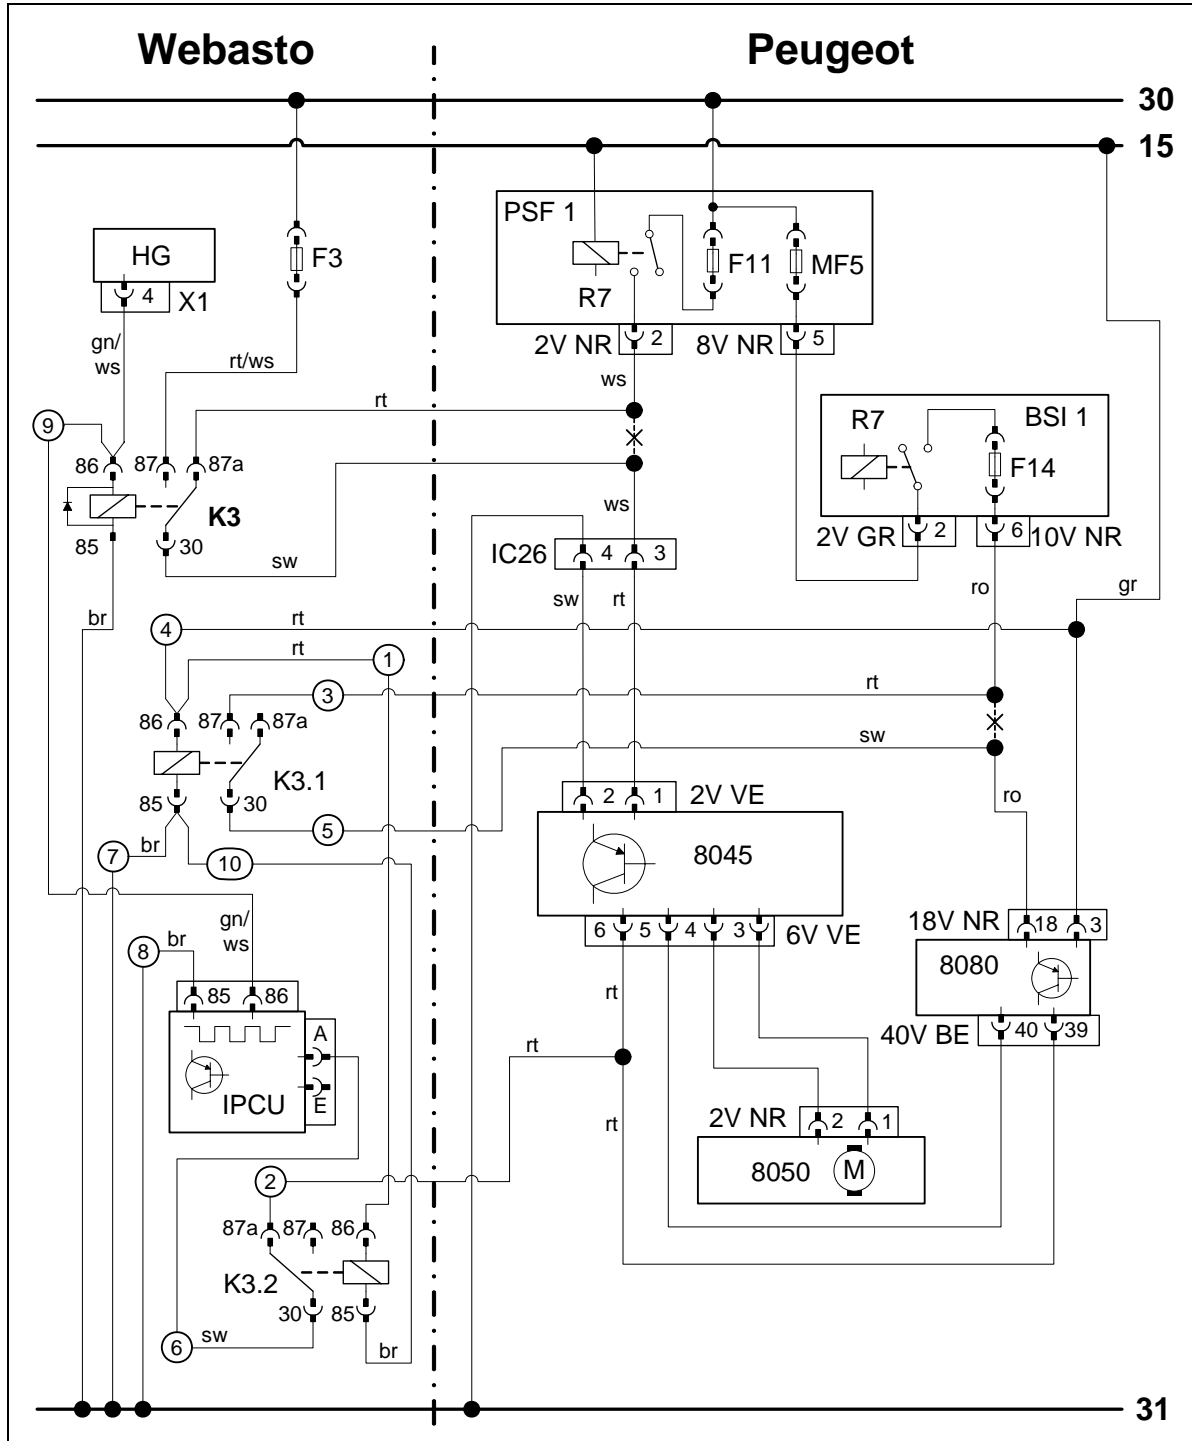 Webasto
Peugeot
30
15
PSF 1
HG
F3
F11
MF5
4
X1
R7
gn/
ws
2V NR
2
8V NR
5
rt/ws
ws
rt
9
R7
BSI 1
86
87
87a
F14
K3
ws
85
30
2V GR
2
6
10V NR
sw
IC26
4
3
ro
gr
sw
rt
br
4
rt
rt
1
3
rt
86
87
87a
sw
K3.1
85
30
2
1
2V VE
ro
5
br
7
10
8045
gn/
ws
18V NR
18
3
6
5
4
3
6V VE
8
br
8080
85
86
rt
A
40V BE
40
39
rt
IPCU
E
rt
2V NR
2
1
8050
M
2
87a
87
86
K3.2
30
85
6
sw
br
31